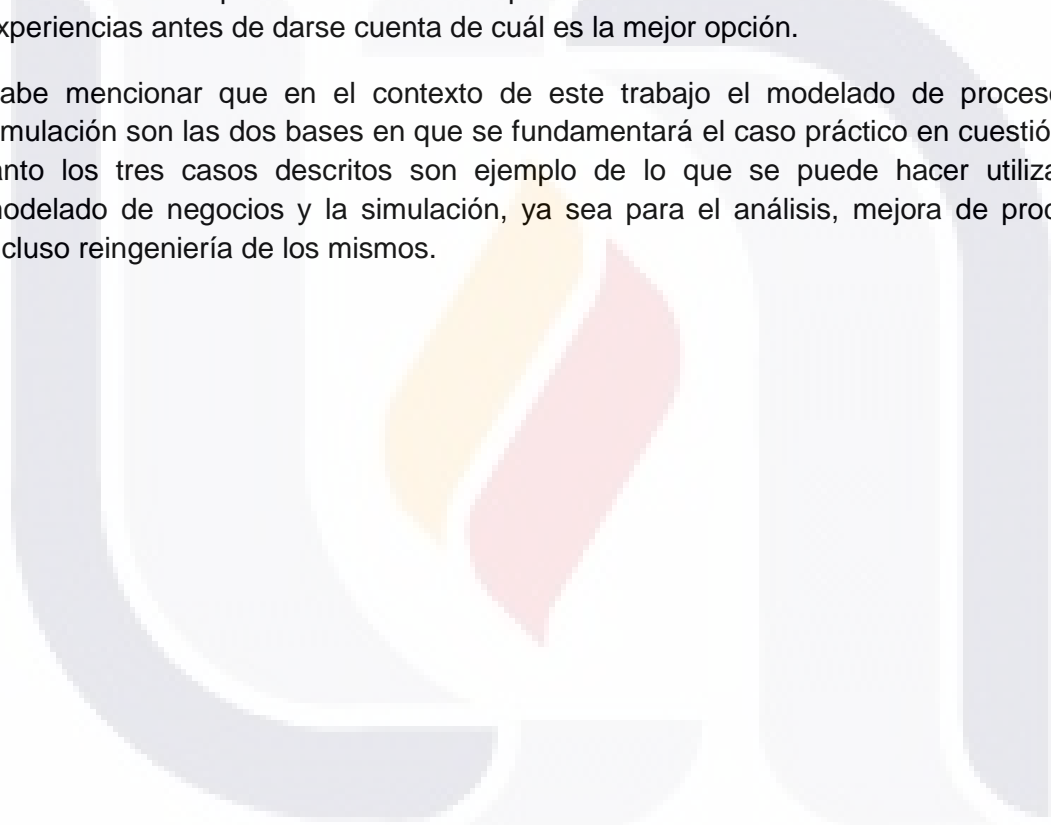 xperiencias antes de darse cuenta de cuál es la mejor opción.
abe mencionar que en el contexto de este trabajo el modelado de proces
mulación son las dos bases en que se fundamentará el caso práctico en cuestió
anto los tres casos descritos son ejemplo de lo que se puede hacer utiliza
odelado de negocios y la simulación, ya sea para el análisis, mejora de proc
cluso reingeniería de los mismos.